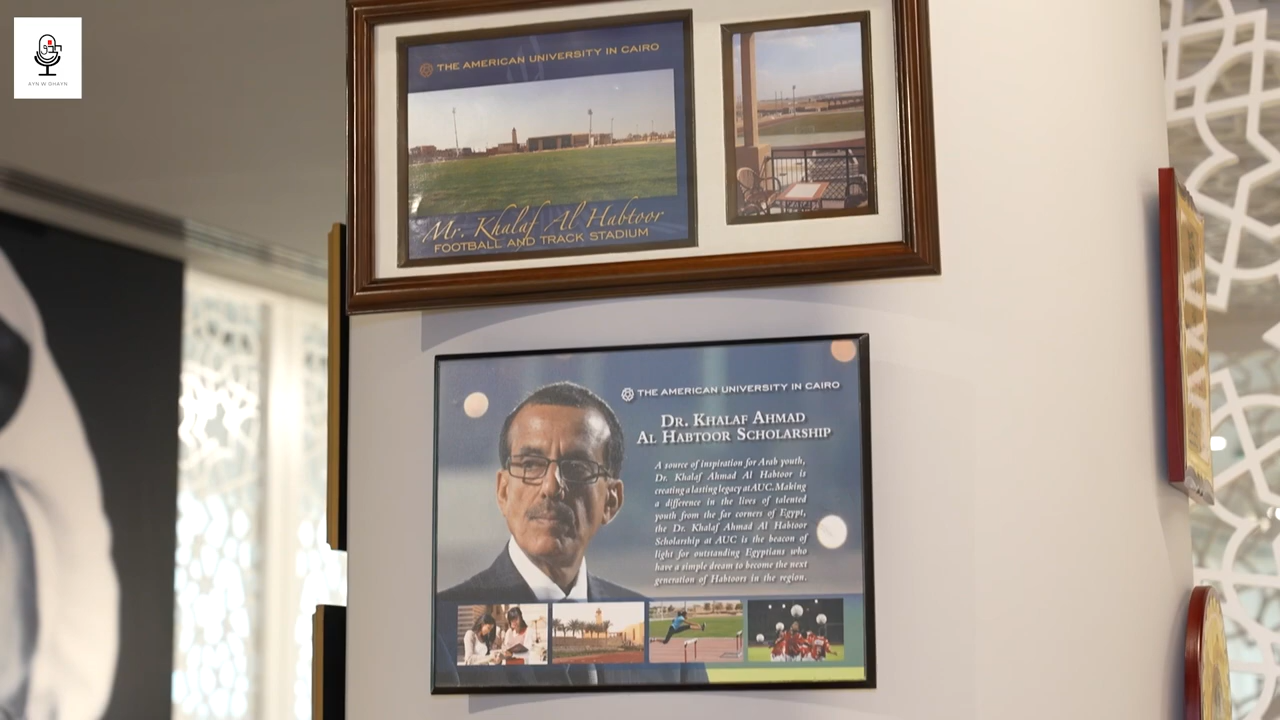 AYN W DHAYN
THE AMERICAN UNIVERSITY IN CAIRO
Mr. Khalaf Al Habtoor
FOOTBALL AND TRACK STADIUM
THE AMERICAN UNIVERSITY IN CAIRO
DR. KHALAF AHMAD
AL HABTOOR SCHOLARSHIP
A source of inspiration for Arab youth,
Dr. Khalaf Ahmad Al Habtoor is
creating a lasting legacy at AUC. Making
a difference in the lives of talented
youth from the far corners of Egypt,
the Dr. Khalaf Ahmad Al Habtoor
Scholarship at AUC is the beacon of
light for outstanding Egyptians who
have a simple dream to become the next
generation of Habtoors in the region.